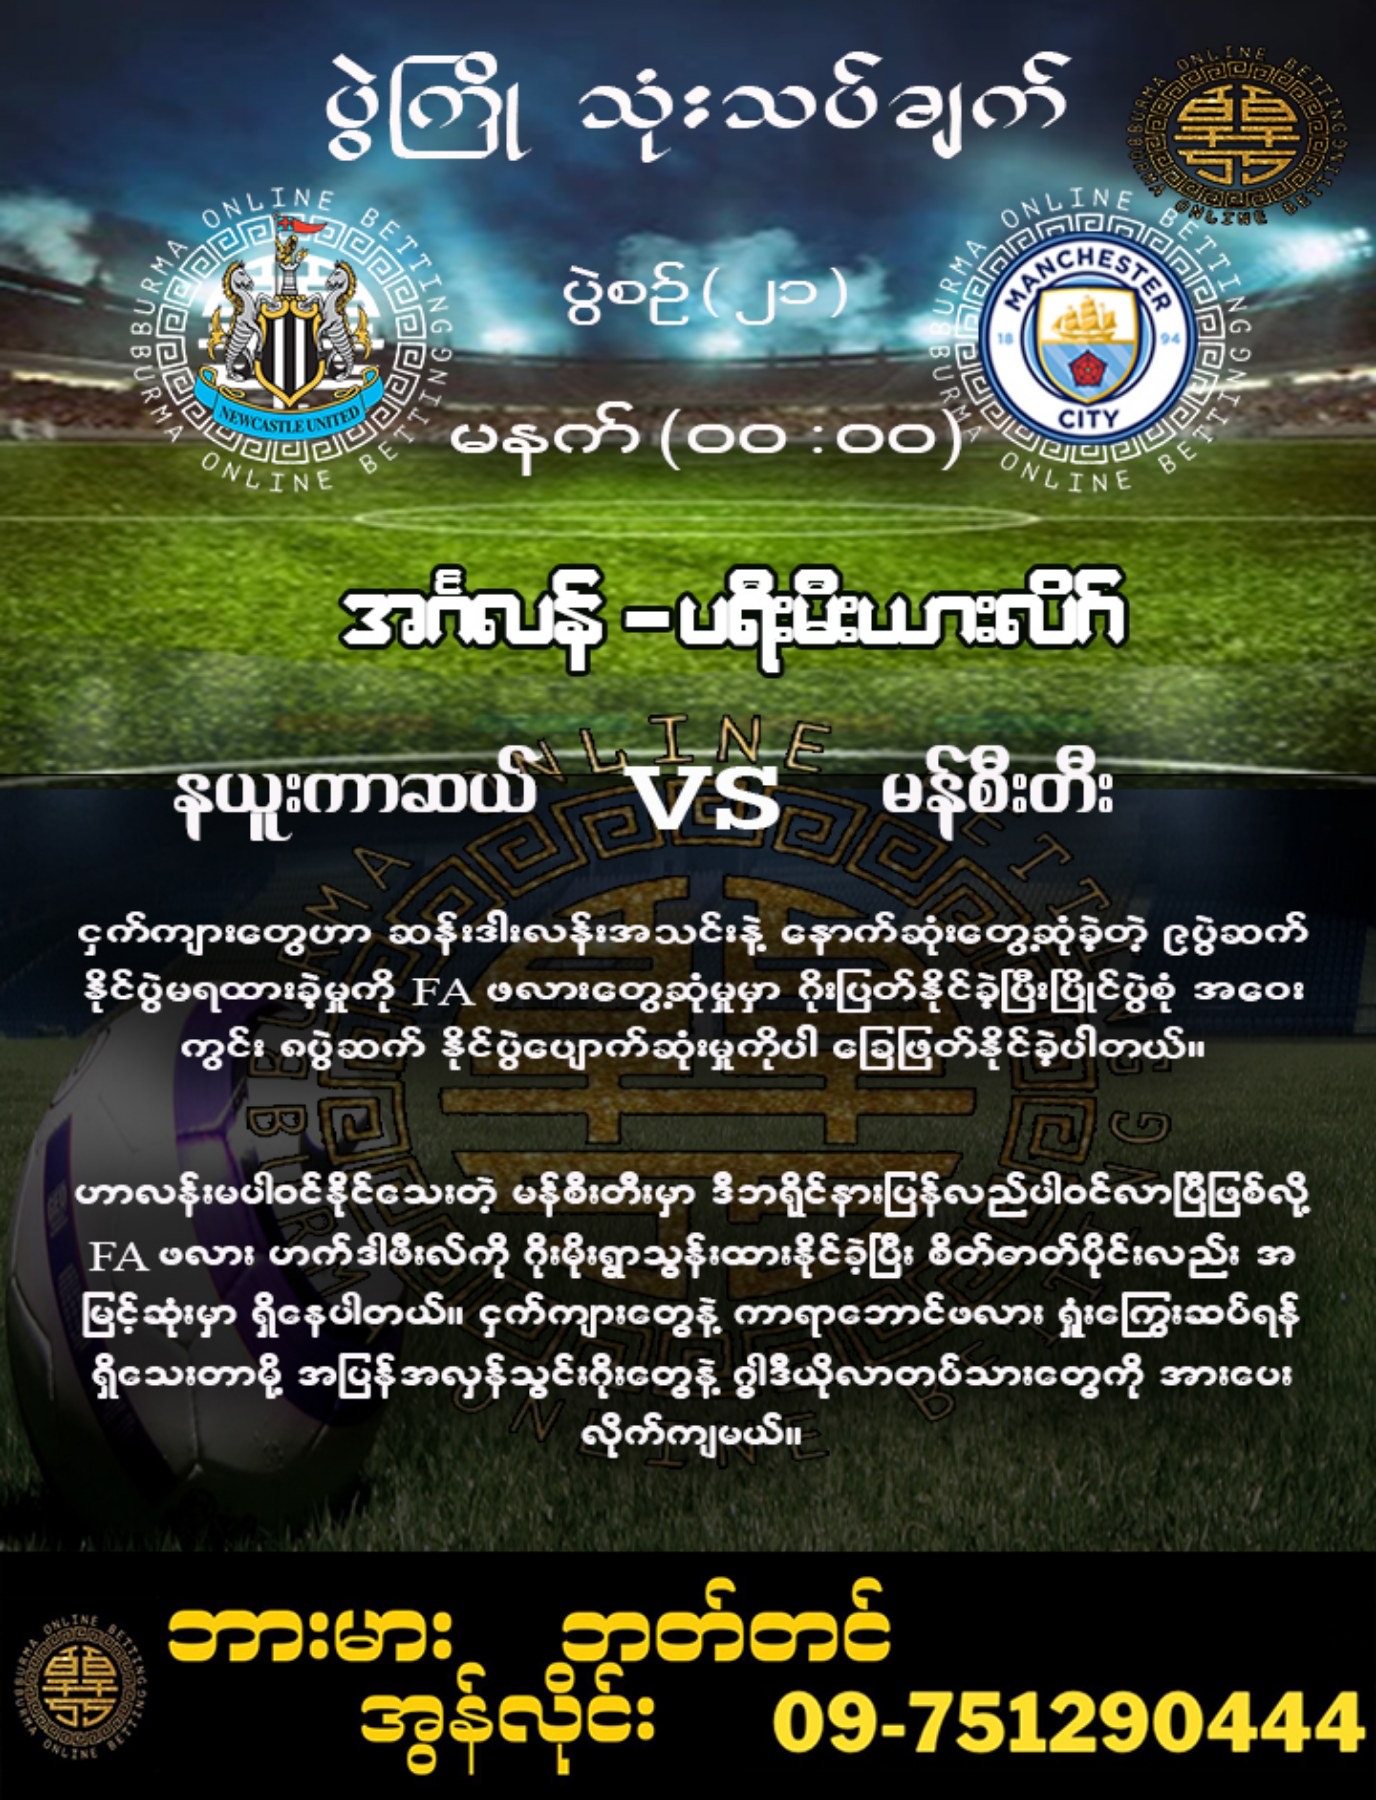 ပွဲကြို သုံးသပ်ချက်
BURMA ONLINE BETTING
NEWCASTLE UNITED
MANCHESTER CITY
18 94
ပွဲစဉ် ( ၂၁ )
မနက် (၀၀ : ၀၀)
အင်္ဂလန် - ပရီးမီးယားလိဂ်
နယူးကာဆယ် VS မန်စီးတီး
ငှက်ကျားတွေဟာ ဆန်းဒါးလန်းအသင်းနဲ့ နောက်ဆုံးတွေ့ဆုံခဲ့တဲ့ ၉ပွဲဆက်
နိုင်ပွဲမရထားခဲ့မှုကို FA ဖလားတွေ့ဆုံမှုမှာ ဂိုးပြတ်နိုင်ခဲ့ပြီးပြိုင်ပွဲစုံ အဝေး
ကွင်း ၈ပွဲဆက် နိုင်ပွဲပျောက်ဆုံးမှုကိုပါ ခြေဖြတ်နိုင်ခဲ့ပါတယ်။
ဟာလန်းမပါဝင်နိုင်သေးတဲ့ မန်စီးတီးမှာ ဒီဘရိုင်နားပြန်လည်ပါဝင်လာပြီဖြစ်လို့
FA ဖလား ဟက်ဒါဖီးလ်ကို ဂိုးမိုးရွာသွန်းထားနိုင်ခဲ့ပြီး စိတ်ဓာတ်ပိုင်းလည်း အ
မြင့်ဆုံးမှာ ရှိနေပါတယ်။ ငှက်ကျားတွေနဲ့ ကာရာဘောင်ဖလား ရှုံးကြွေးဆပ်ရန်
ရှိသေးတာမို့ အပြန်အလှန်သွင်းဂိုးတွေနဲ့ ဂွါဒီယိုလာတပ်သားတွေကို အားပေး
လိုက်ကျမယ်။
ဘားမား ဘတ်တင်
အွန်လိုင်း 09-751290444